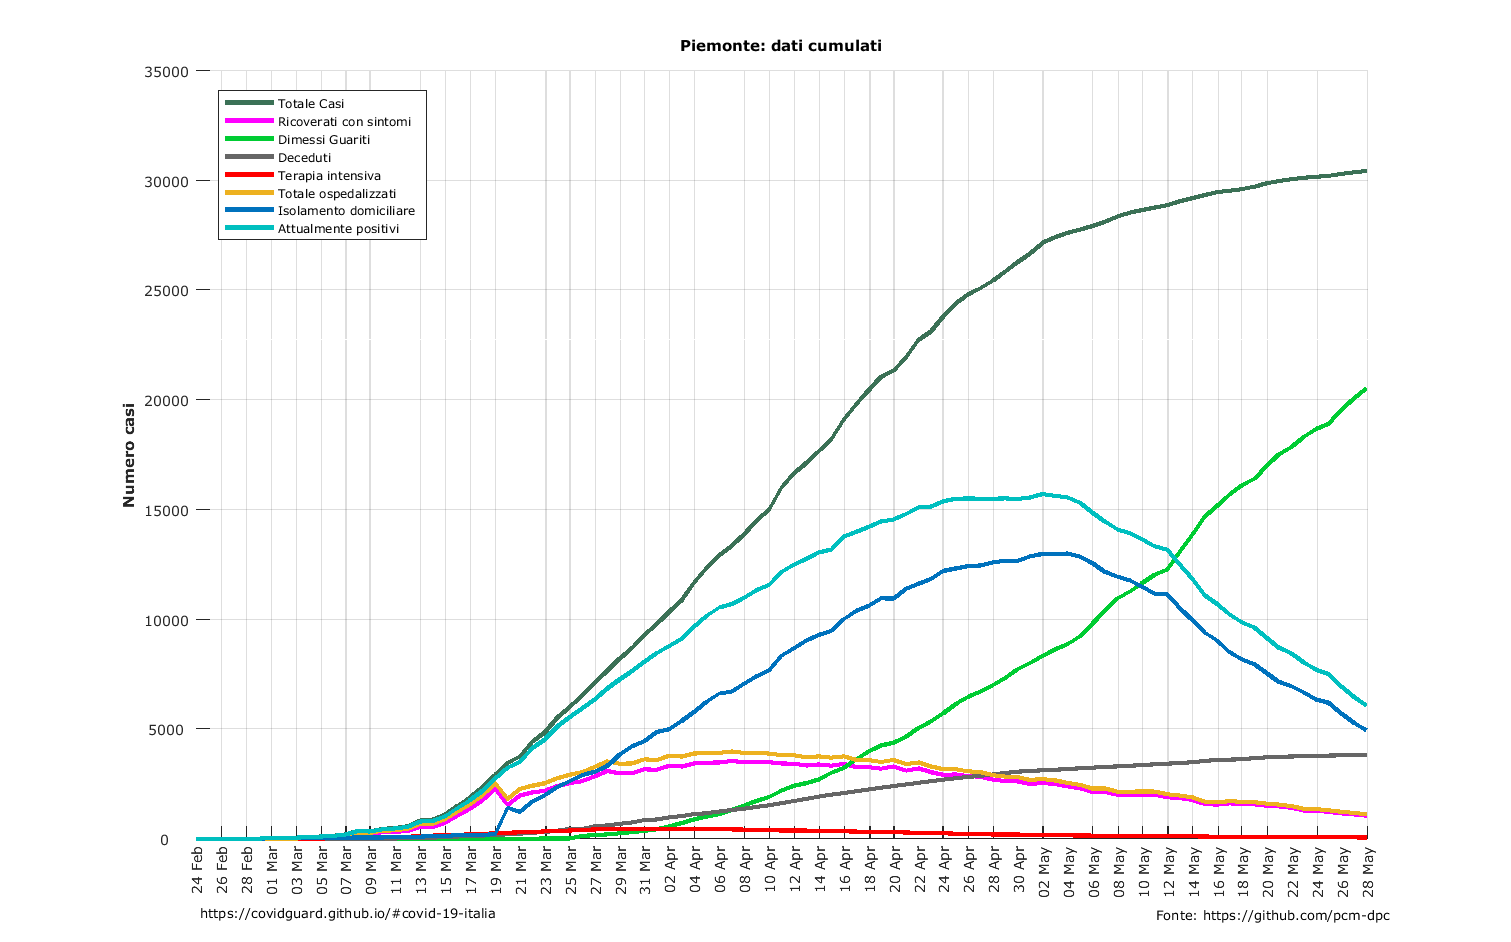 Piemonte: dati cumulati
35000
30000
25000
20000
15000
10000
5000
0
Numero casi
Totale Casi
Ricoverati con sintomi
Dimessi Guariti
Deceduti
Terapia intensiva
Totale ospedalizzati
Isolamento domiciliare
Attualmente positivi
24 Feb
26 Feb
28 Feb
01 Mar
03 Mar
05 Mar
07 Mar
09 Mar
11 Mar
13 Mar
15 Mar
17 Mar
19 Mar
21 Mar
23 Mar
25 Mar
27 Mar
29 Mar
31 Mar
02 Apr
04 Apr
06 Apr
08 Apr
10 Apr
12 Apr
14 Apr
16 Apr
18 Apr
20 Apr
22 Apr
24 Apr
26 Apr
28 Apr
30 Apr
02 May
04 May
06 May
08 May
10 May
12 May
14 May
16 May
18 May
20 May
22 May
24 May
26 May
28 May
https://covidguard.github.io/#covid-19-italia
Fonte: https://github.com/pcm-dpc